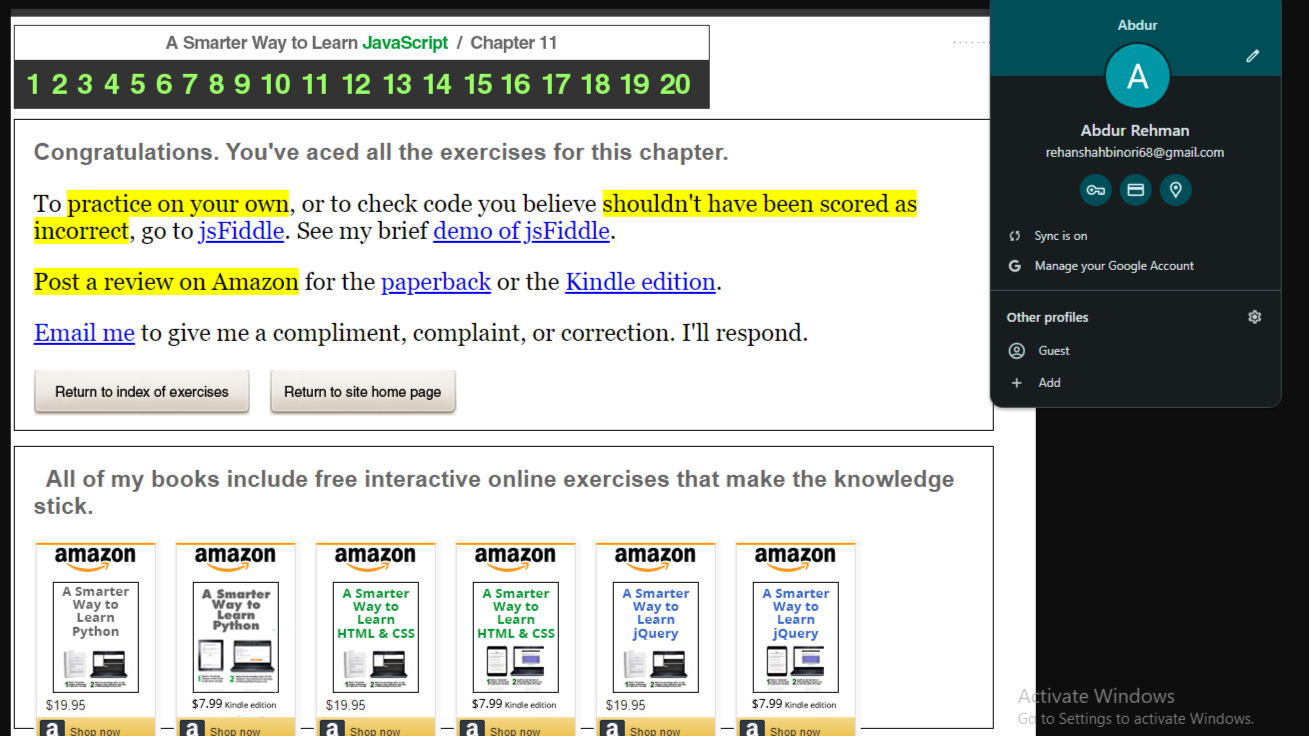 A Smarter Way to Learn JavaScript / Chapter 11
1 2 3 4 5 6 7 8 9 10 11 12 13 14 15 16 17 18 19 20
Congratulations. You've aced all the exercises for this chapter.
To practice on your own, or to check code you believe shouldn't have been scored as
incorrect, go to jsFiddle. See my brief demo of jsFiddle.
Post a review on Amazon for the paperback or the Kindle edition.
Email me to give me a compliment, complaint, or correction. I'll respond.
Return to index of exercises Return to site home page
All of my books include free interactive online exercises that make the knowledge
stick.
amazon amazon amazon amazon amazon amazon
A Smarter A Smarter A Smarter A Smarter A Smarter A Smarter
Way to Way to Way to Way to Way to Way to
Learn Learn Learn Learn Learn Learn
Python Python HTML & CSS HTML & CSS jQuery jQuery
$19.95 $7.99 Kindle edition $19.95 $7.99 Kindle edition $19.95 $7.99 Kindle edition
a Shop now a Shop now a Shop now a Shop now a Shop now a Shop now
Abdur
A
Abdur Rehman
rehanshahbinori68@gmail.com
Sync is on
G Manage your Google Account
Other profiles
Guest
+ Add
Activate Windows
Go to Settings to activate Windows.